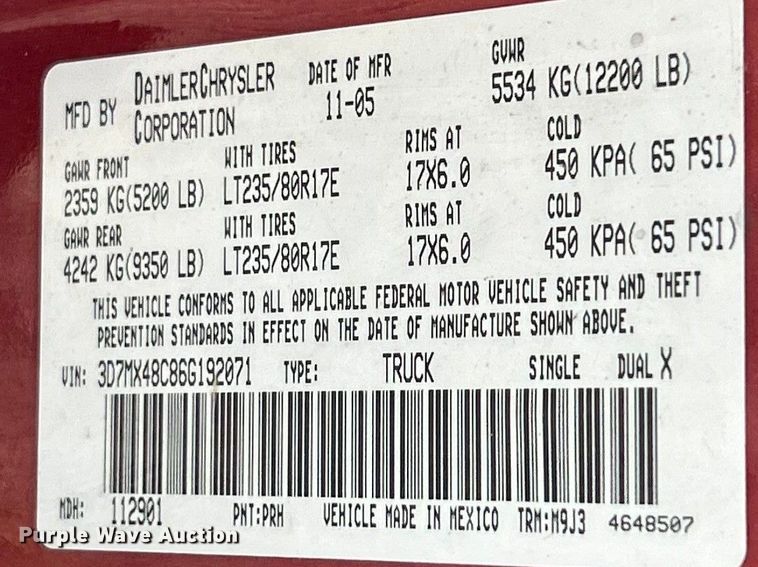 MFD BY DAIMLERCHRYSLER CORPORATION DATE OF MFR 11-05 GVWR 5534 KG(12200 LB)
GAWR FRONT WITH TIRES RIMS AT COLD
2359 KG(5200 LB) LT235/80R17E 17X6.0 450 KPA( 65 PSI)
GAWR REAR WITH TIRES RIMS AT COLD
4242 KG(9350 LB) LT235/80R17E 17X6.0 450 KPA( 65 PSI)
THIS VEHICLE CONFORMS TO ALL APPLICABLE FEDERAL MOTOR VEHICLE SAFETY AND THEFT
PREVENTION STANDARDS IN EFFECT ON THE DATE OF MANUFACTURE SHOWN ABOVE.
VIN: 3D7MX48C86G192071 TYPE: TRUCK SINGLE DUAL X
MDH: 112901 PNT:PRH VEHICLE MADE IN MEXICO TRM:M9J3 4648507
Purple Wave Auction